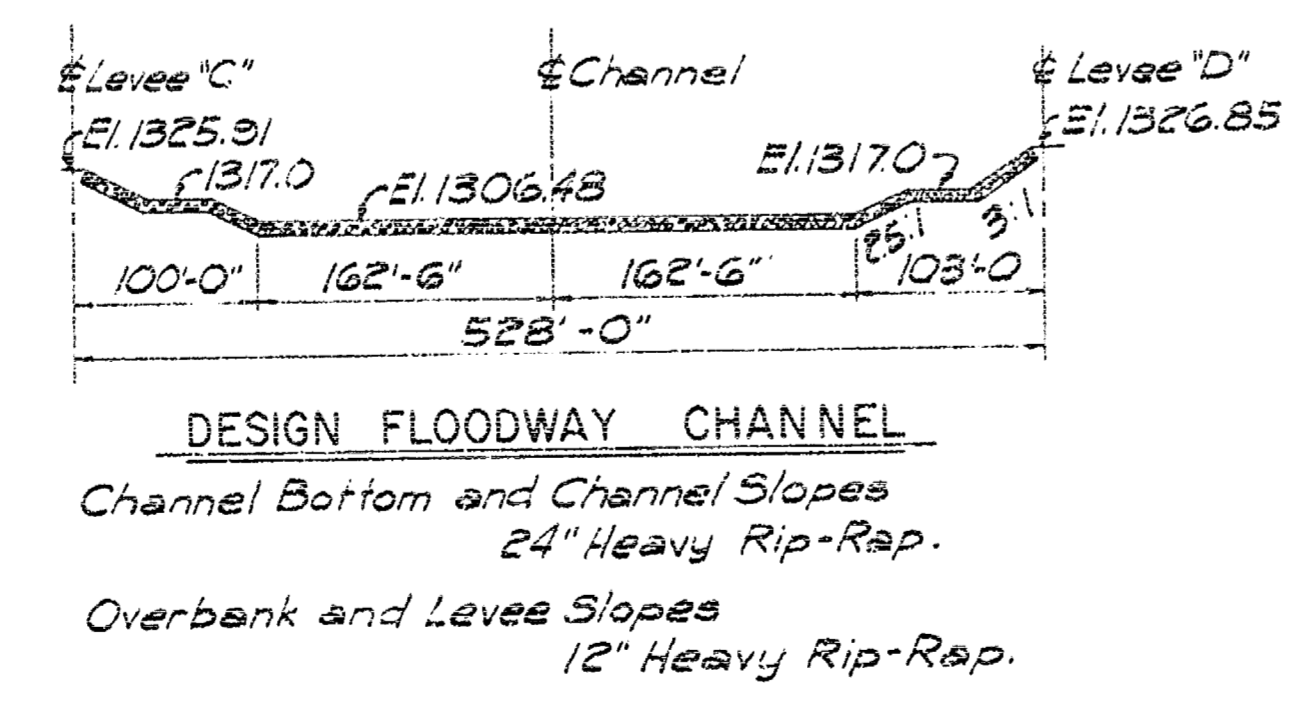 ℄ Levee "C"
℄ Channel
℄ Levee "D"
El. 1325.91
El. 1326.85
1317.0
El. 1306.48
El. 1317.0
2.5:1
3:1
100'-0"
162'-6"
162'-6"
103'-0
528'-0"
DESIGN FLOODWAY CHANNEL
Channel Bottom and Channel Slopes
24" Heavy Rip-Rap.
Overbank and Levee Slopes
12" Heavy Rip-Rap.